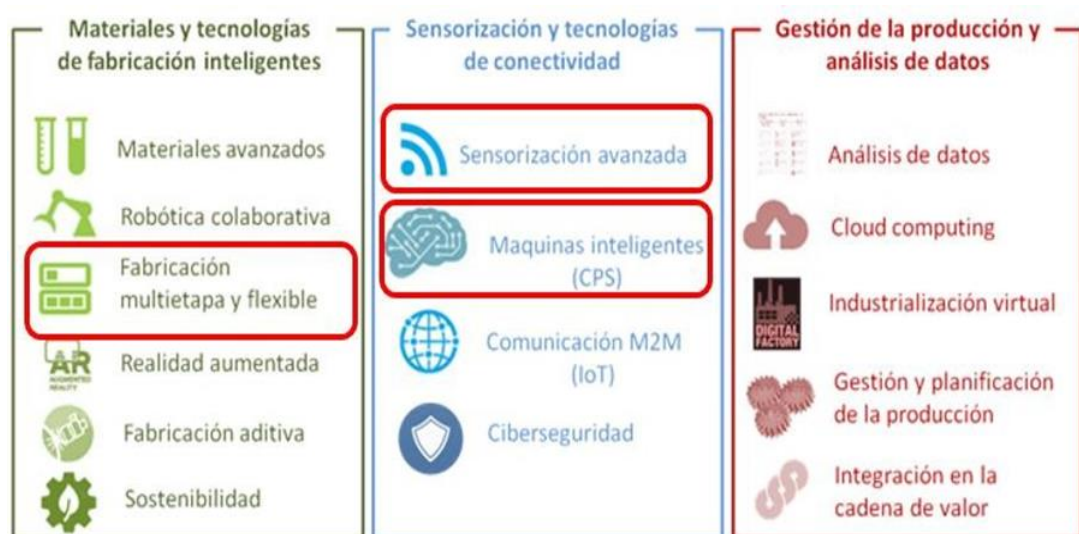 Materiales y tecnologías
de fabricación inteligentes
Materiales avanzados
Robótica colaborativa
Fabricación
multietapa y flexible
AR
AUGMENTED
REALITY
Realidad aumentada
Fabricación aditiva
Sostenibilidad
Sensorización y tecnologías
de conectividad
Sensorización avanzada
Maquinas inteligentes
(CPS)
Comunicación M2M
(IoT)
Ciberseguridad
Gestión de la producción y
análisis de datos
Análisis de datos
Cloud computing
DIGITAL
FACTORY
Industrialización virtual
Gestión y planificación
de la producción
Integración en la
cadena de valor